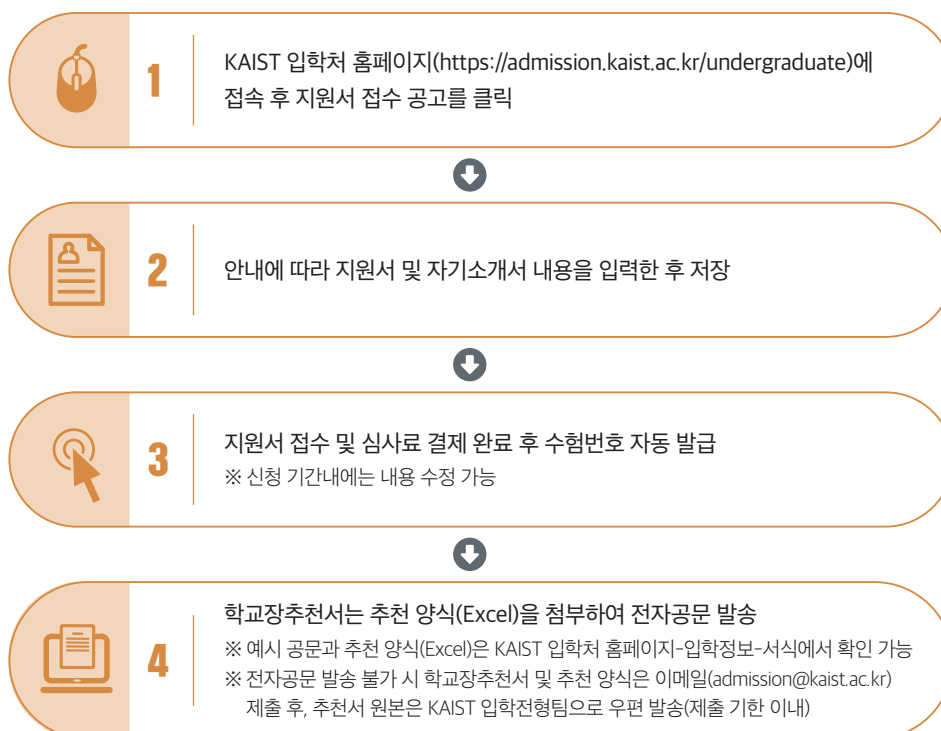 1
KAIST 입학처 홈페이지(https://admission.kaist.ac.kr/undergraduate)에
접속 후 지원서 접수 공고를 클릭
2
안내에 따라 지원서 및 자기소개서 내용을 입력한 후 저장
3
지원서 접수 및 심사료 결제 완료 후 수험번호 자동 발급
※ 신청 기간내에는 내용 수정 가능
4
학교장추천서는 추천 양식(Excel)을 첨부하여 전자공문 발송
※ 예시 공문과 추천 양식(Excel)은 KAIST 입학처 홈페이지-입학정보-서식에서 확인 가능
※ 전자공문 발송 불가 시 학교장추천서 및 추천 양식은 이메일(admission@kaist.ac.kr)
제출 후, 추천서 원본은 KAIST 입학전형팀으로 우편 발송(제출 기한 이내)